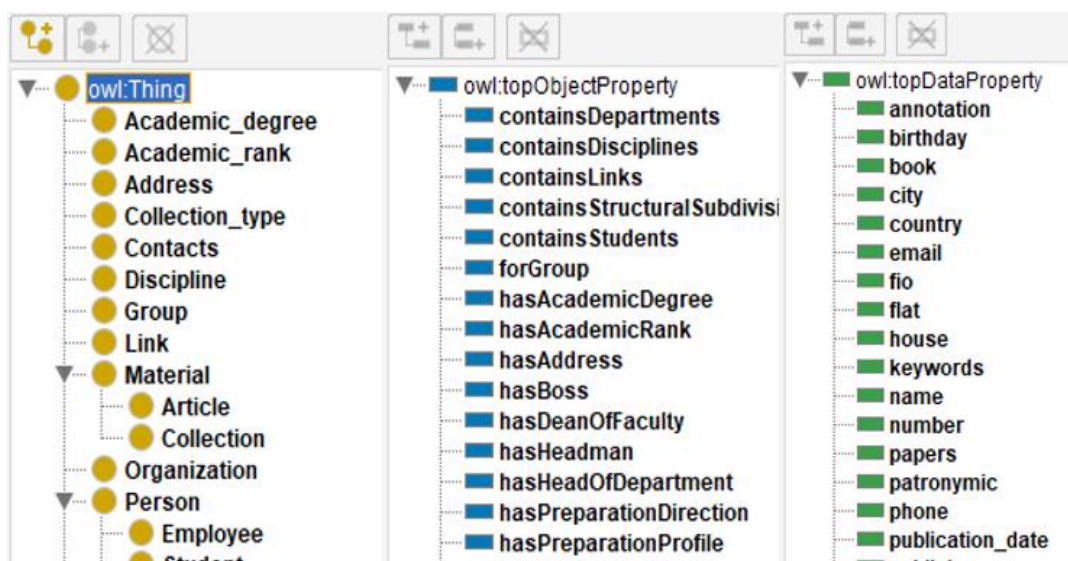 owl:Thing
Academic_degree
Academic_rank
Address
Collection_type
Contacts
Discipline
Group
Link
Material
Article
Collection
Organization
Person
Employee
Student
owl:topObjectProperty
containsDepartments
containsDisciplines
containsLinks
containsStructuralSubdivisi
containsStudents
forGroup
hasAcademicDegree
hasAcademicRank
hasAddress
hasBoss
hasDeanOfFaculty
hasHeadman
hasHeadOfDepartment
hasPreparationDirection
hasPreparationProfile
owl:topDataProperty
annotation
birthday
book
city
country
email
fio
flat
house
keywords
name
number
papers
patronymic
phone
publication_date